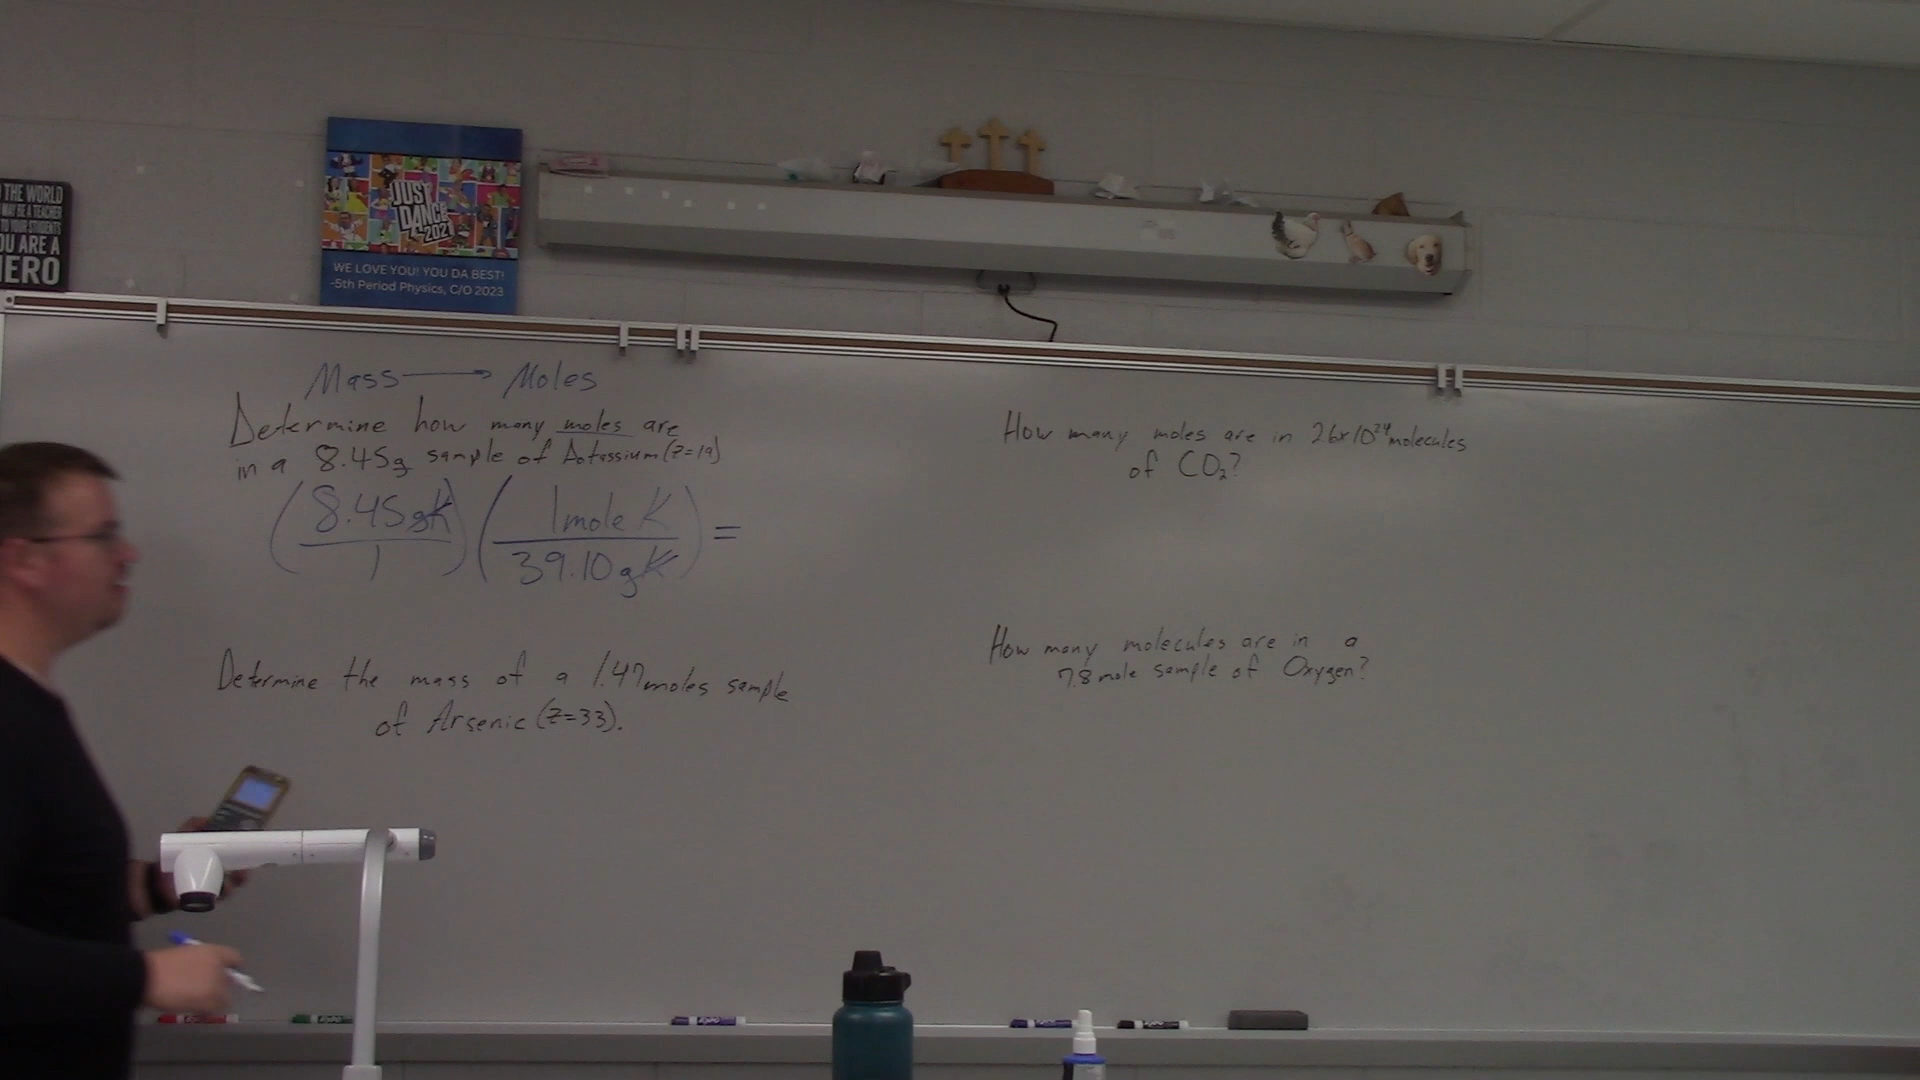 THE WORLD
MAY BE A TEACHER
TO YOUR STUDENTS
OU ARE A
HERO
JUST
DANCE
2021
WE LOVE YOU! YOU DA BEST!
-5th Period Physics, C/O 2023
Mass → Moles
Determine how many moles are
in a 8.45g sample of Potassium (Z=19)
(8.45gK / 1) (1mole K / 39.10gK) =
Determine the mass of a 1.47moles sample
of Arsenic (Z=33).
How many moles are in 26x10²⁴ molecules
of CO₂?
How many molecules are in a
7.8 mole sample of Oxygen?